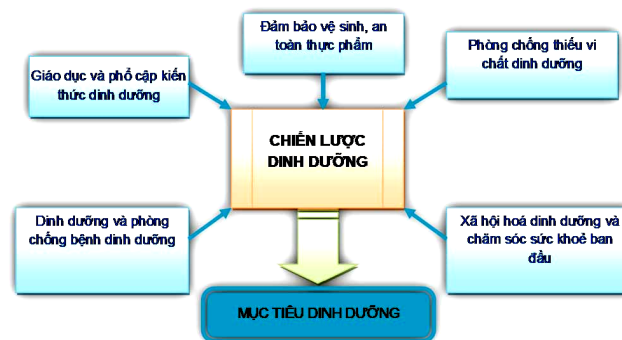 Đảm bảo vệ sinh, an
toàn thực phẩm
Phòng chống thiếu vi
chất dinh dưỡng
Giáo dục và phổ cập kiến
thức dinh dưỡng
CHIẾN LƯỢC
DINH DƯỠNG
Dinh dưỡng và phòng
chống bệnh dinh dưỡng
Xã hội hoá dinh dưỡng và
chăm sóc sức khoẻ ban
đầu
MỤC TIÊU DINH DƯỠNG